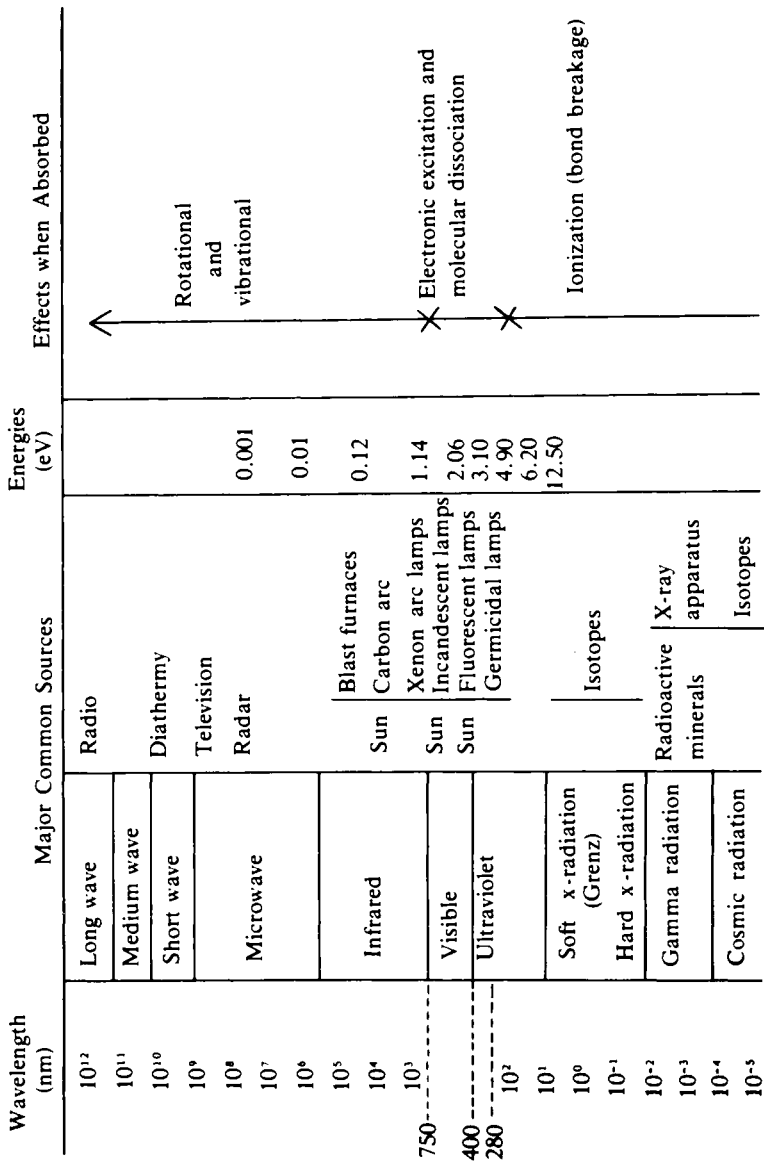 Wavelength (nm) Major Common Sources Energies (eV) Effects when Absorbed
10¹² Long wave Radio
10¹¹ Medium wave
10¹⁰ Short wave Diathermy
10⁹ Television
10⁸ Microwave Radar 0.001 Rotational and vibrational
10⁷
10⁶ 0.01
10⁵ Blast furnaces
10⁴ Infrared Sun Carbon arc 0.12
10³ Xenon arc lamps 1.14
750
Visible Sun Incandescent lamps 2.06 Electronic excitation and molecular dissociation
400 Sun Fluorescent lamps 3.10
280 Ultraviolet Germicidal lamps 4.90
10² 6.20
10¹ 12.50
10⁰ Soft x-radiation (Grenz) Isotopes Ionization (bond breakage)
10⁻¹ Hard x-radiation
10⁻²
10⁻³ Gamma radiation Radioactive minerals X-ray apparatus
10⁻⁴
10⁻⁵ Cosmic radiation Isotopes